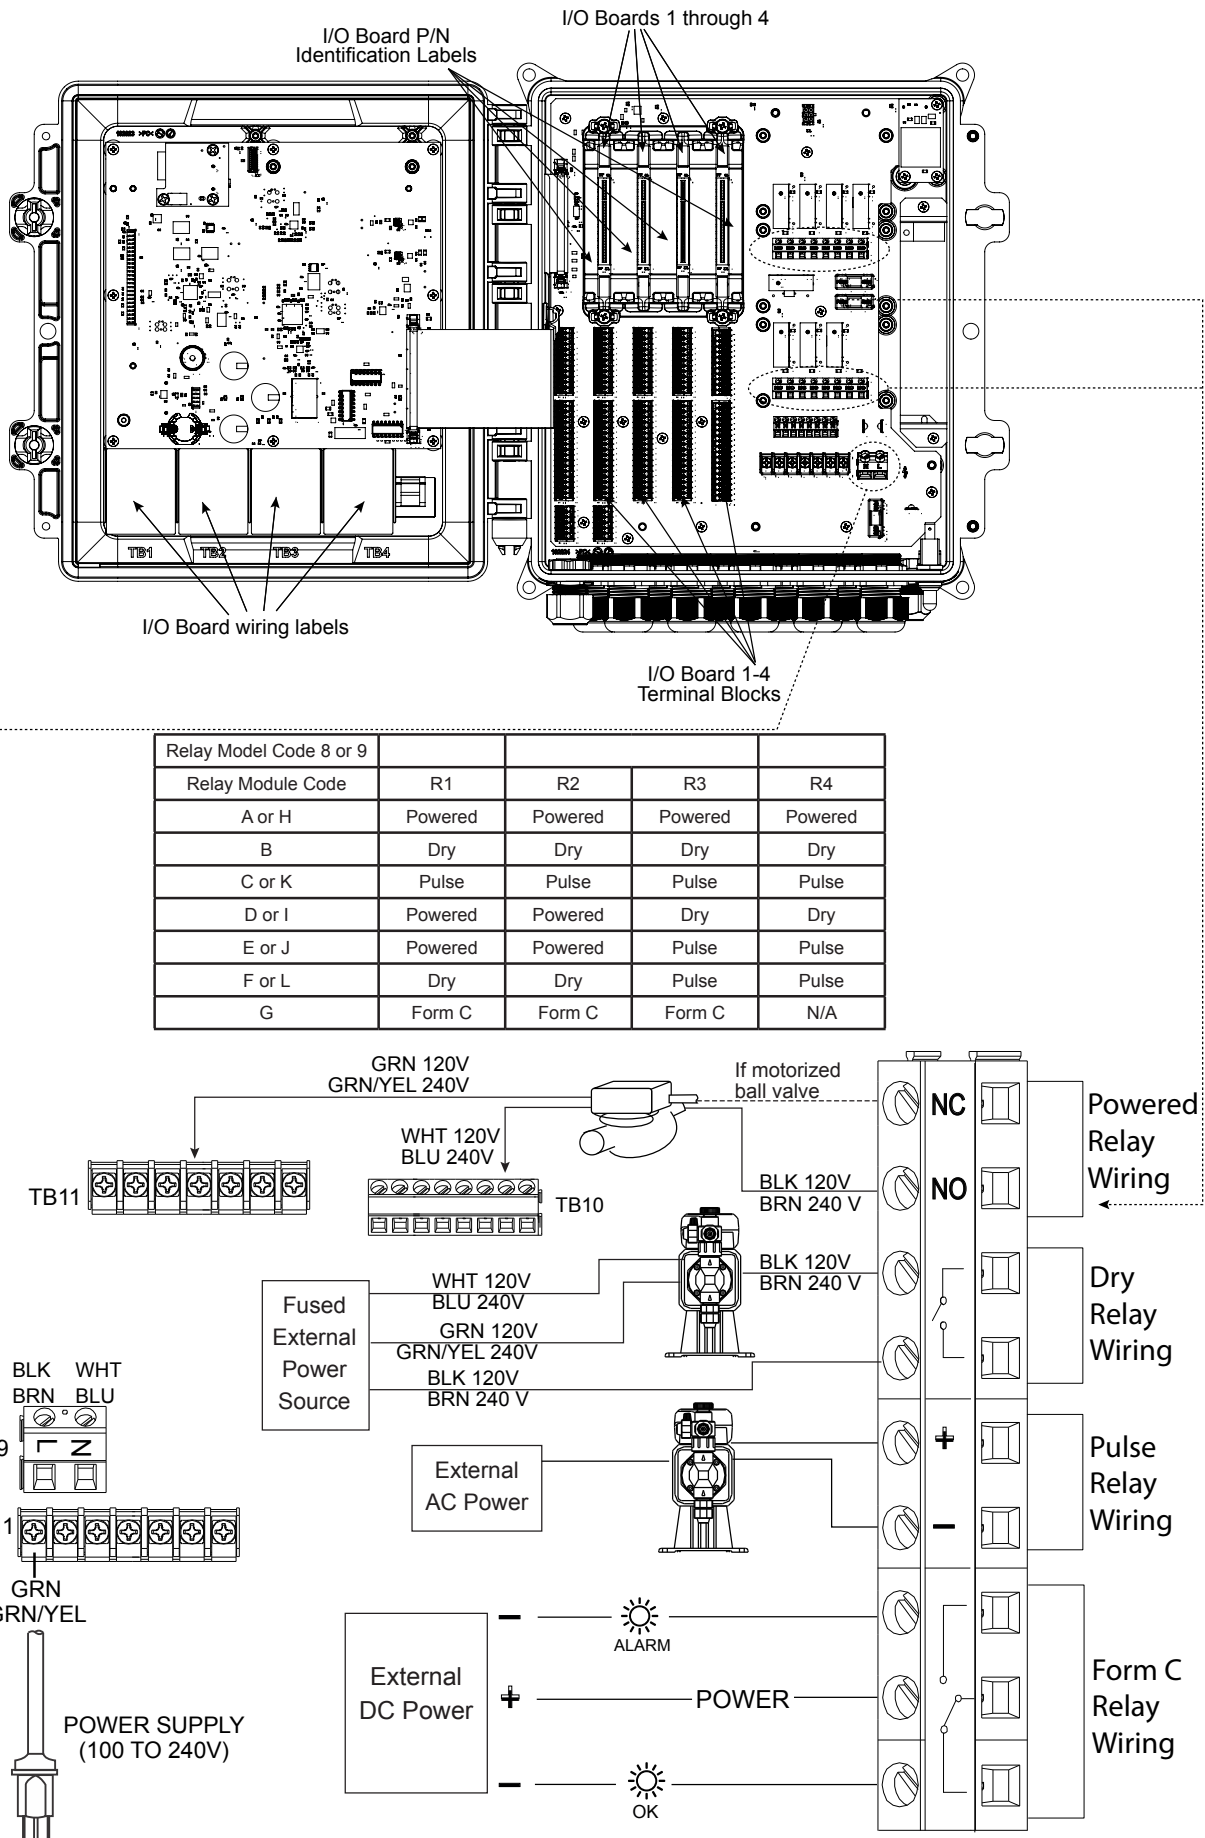 I/O Boards 1 through 4
I/O Board P/N
Identification Labels
TB1 TB2 TB3 TB4
I/O Board wiring labels
I/O Board 1-4
Terminal Blocks
Relay Model Code 8 or 9
Relay Module Code R1 R2 R3 R4
A or H Powered Powered Powered Powered
B Dry Dry Dry Dry
C or K Pulse Pulse Pulse Pulse
D or I Powered Powered Dry Dry
E or J Powered Powered Pulse Pulse
F or L Dry Dry Pulse Pulse
G Form C Form C Form C N/A
GRN 120V
GRN/YEL 240V
If motorized
ball valve
WHT 120V
BLU 240V
TB11
TB10
BLK 120V
BRN 240 V
NC
NO
Powered
Relay
Wiring
Fused
External
Power
Source
WHT 120V
BLU 240V
GRN 120V
GRN/YEL 240V
BLK 120V
BRN 240 V
BLK 120V
BRN 240 V
Dry
Relay
Wiring
BLK WHT
BRN BLU
9
L N
1
GRN
GRN/YEL
POWER SUPPLY
(100 TO 240V)
External
AC Power
+
−
Pulse
Relay
Wiring
External
DC Power
−
ALARM
+
POWER
−
OK
Form C
Relay
Wiring